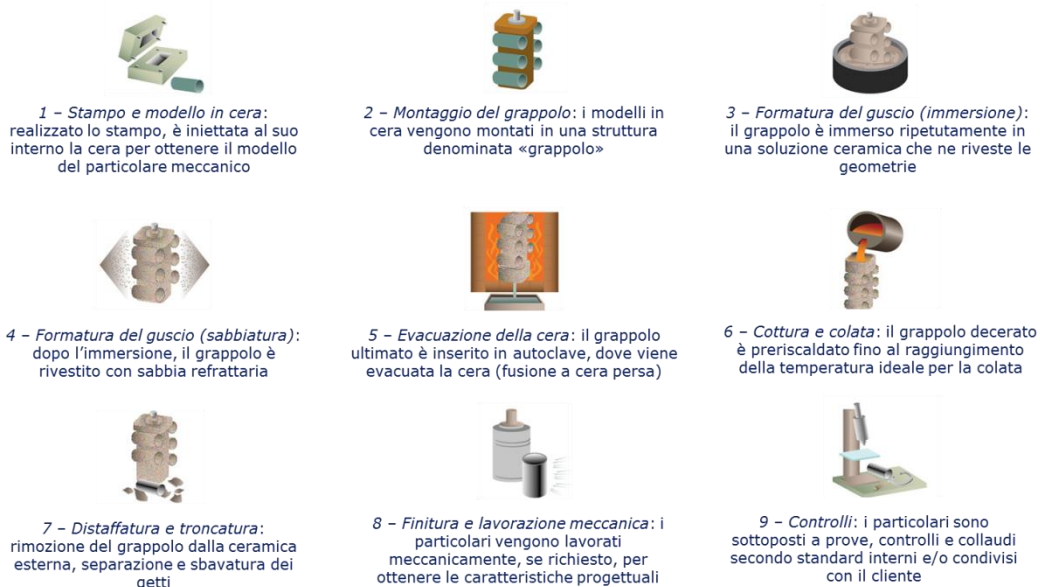 1 – Stampo e modello in cera:
realizzato lo stampo, è iniettata al suo
interno la cera per ottenere il modello
del particolare meccanico
2 – Montaggio del grappolo: i modelli in
cera vengono montati in una struttura
denominata «grappolo»
3 – Formatura del guscio (immersione):
il grappolo è immerso ripetutamente in
una soluzione ceramica che ne riveste le
geometrie
4 – Formatura del guscio (sabbiatura):
dopo l'immersione, il grappolo è
rivestito con sabbia refrattaria
5 – Evacuazione della cera: il grappolo
ultimato è inserito in autoclave, dove viene
evacuata la cera (fusione a cera persa)
6 – Cottura e colata: il grappolo decerato
è preriscaldato fino al raggiungimento
della temperatura ideale per la colata
7 – Distaffatura e troncatura:
rimozione del grappolo dalla ceramica
esterna, separazione e sbavatura dei
getti
8 – Finitura e lavorazione meccanica: i
particolari vengono lavorati
meccanicamente, se richiesto, per
ottenere le caratteristiche progettuali
9 – Controlli: i particolari sono
sottoposti a prove, controlli e collaudi
secondo standard interni e/o condivisi
con il cliente